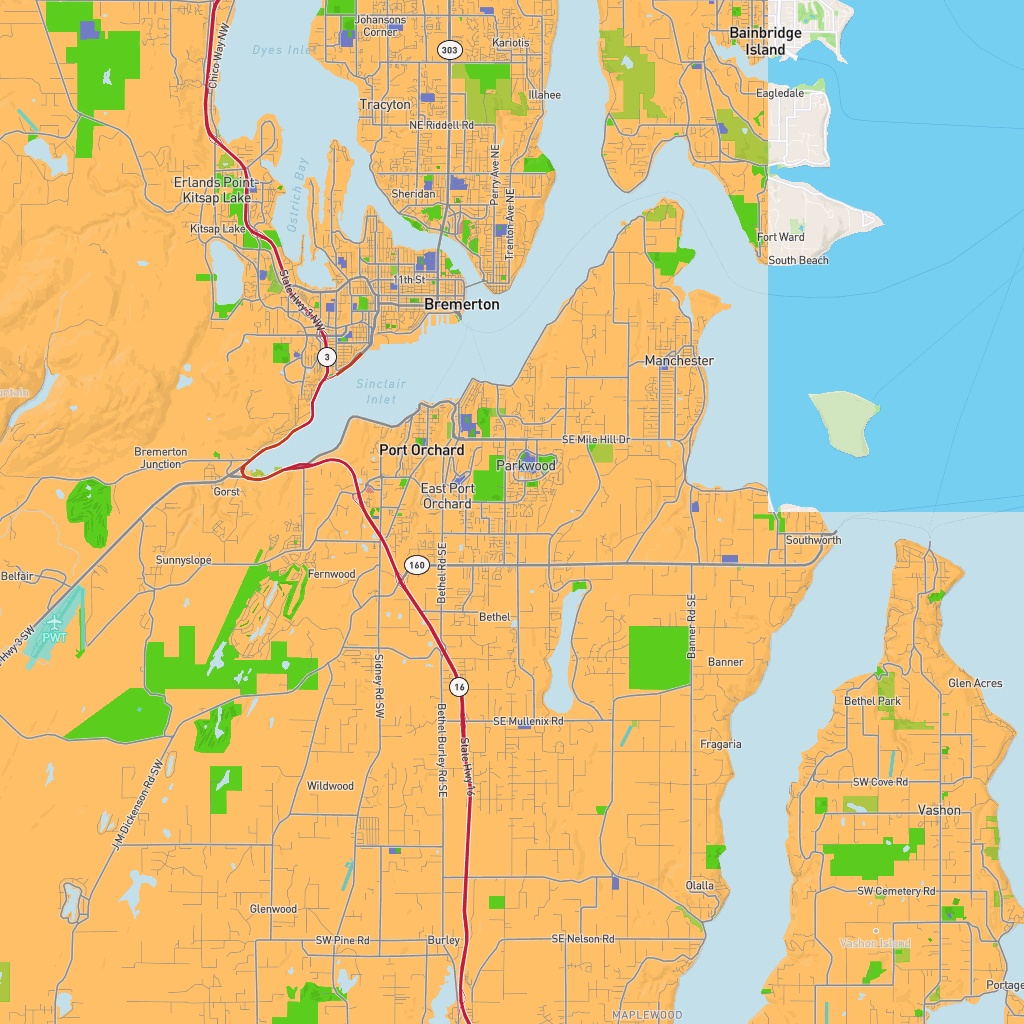 Johansons
Corner
Bainbridge
Island
Chico Way NW
Dyes Inlet
303
Kariotis
Eagledale
Illahee
Tracyton
NE Riddell Rd
Perry Ave NE
Trenton Ave NE
Ostrich Bay
Erlands Point-
Kitsap Lake
Sheridan
Kitsap Lake
Fort Ward
South Beach
11th St
State Hwy 3 NW
Bremerton
3
Manchester
Sinclair
Inlet
SE Mile Hill Dr
Bremerton
Junction
Port Orchard
Parkwood
Gorst
East Port
Orchard
Southworth
Sunnyslope
160
Belfair
Fernwood
Bethel Rd SE
Banner Rd SE
PWT
Hwy 3 SW
Bethel
Sidney Rd SW
Banner
16
Glen Acres
Bethel Park
SE Mullenix Rd
Bethel-Burley Rd SE
State Hwy 16
Fragaria
Wildwood
SW Cove Rd
J M Dickenson Rd SW
Vashon
Olalla
SW Cemetery Rd
Glenwood
SW Pine Rd
Burley
SE Nelson Rd
Vashon Island
Portage
MAPLEWOOD